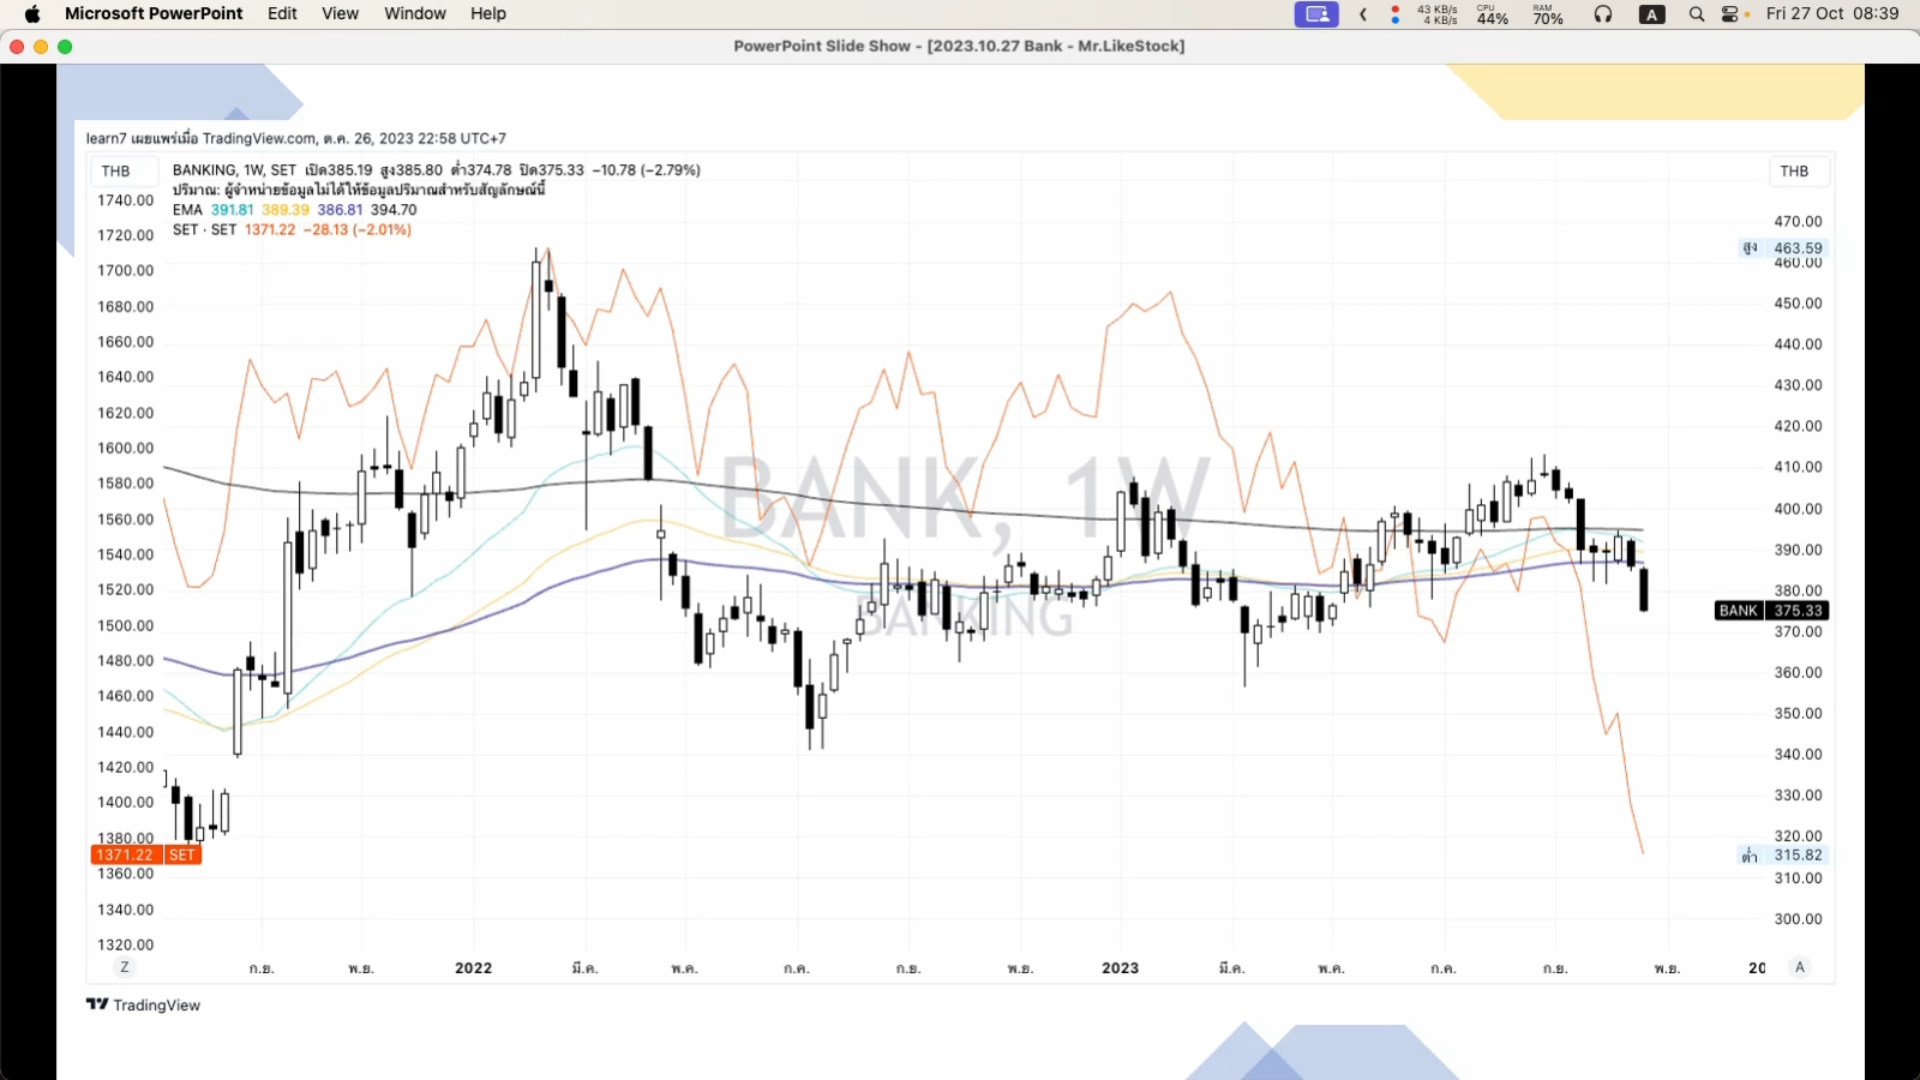 Microsoft PowerPoint Edit View Window Help
43 KB/s 4 KB/s CPU 44% RAM 70% A Fri 27 Oct 08:39
PowerPoint Slide Show - [2023.10.27 Bank - Mr.LikeStock]
learn7 เผยแพร่เมื่อ TradingView.com, ต.ค. 26, 2023 22:58 UTC+7
THB
BANKING, 1W, SET เปิด385.19 สูง385.80 ต่ำ374.78 ปิด375.33 −10.78 (−2.79%)
THB
ปริมาณ: ผู้จำหน่ายข้อมูลไม่ได้ให้ข้อมูลปริมาณสำหรับสัญลักษณ์นี้
EMA 391.81 389.39 386.81 394.70
SET · SET 1371.22 −28.13 (−2.01%)
1740.00
1720.00
1700.00
1680.00
1660.00
1640.00
1620.00
1600.00
1580.00
1560.00
1540.00
1520.00
1500.00
1480.00
1460.00
1440.00
1420.00
1400.00
1380.00
1371.22 SET
1360.00
1340.00
1320.00
BANK, 1W
BANKING
470.00
สูง 463.59
460.00
450.00
440.00
430.00
420.00
410.00
400.00
390.00
380.00
BANK 375.33
370.00
360.00
350.00
340.00
330.00
320.00
ต่ำ 315.82
310.00
300.00
Z ก.ย. พ.ย. 2022 มี.ค. พ.ค. ก.ค. ก.ย. พ.ย. 2023 มี.ค. พ.ค. ก.ค. ก.ย. พ.ย. 20 A
TradingView